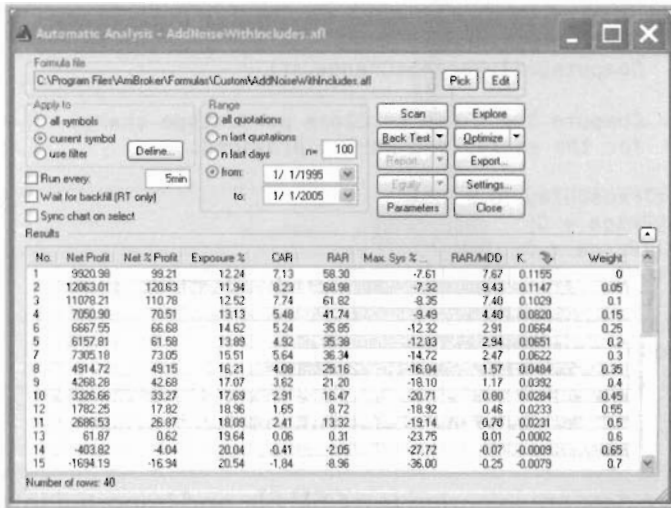 Automatic Analysis - AddNoiseWithIncludes.afl
Formula file
C:\Program Files\AmiBroker\Formulas\Custom\AddNoiseWithIncludes.afl Pick Edit
Apply to
all symbols
current symbol
use filter Define...
Run every: 5min
Wait for backfill (RT only)
Sync chart on select
Range
all quotations
n last quotations
n last days n= 100
from: 1/ 1/1995
to: 1/ 1/2005
Scan Explore
Back Test Optimize
Report Export...
Equity Settings...
Parameters Close
Results
No. Net Profit Net % Profit Exposure % CAR RAR Max. Sys % ... RAR/MDD K. Weight
1 9920.98 99.21 12.24 7.13 58.30 -7.61 7.67 0.1155 0
2 12063.01 120.63 11.94 8.23 68.98 -7.32 9.43 0.1147 0.05
3 11078.21 110.78 12.52 7.74 61.82 -8.35 7.40 0.1029 0.1
4 7050.90 70.51 13.13 5.48 41.74 -9.49 4.40 0.0820 0.15
6 6667.55 66.68 14.62 5.24 35.85 -12.32 2.91 0.0664 0.25
5 6157.81 61.58 13.89 4.92 35.38 -12.03 2.94 0.0651 0.2
7 7305.18 73.05 15.51 5.64 36.34 -14.72 2.47 0.0622 0.3
8 4914.72 49.15 16.21 4.08 25.16 -16.04 1.57 0.0484 0.35
9 4268.28 42.68 17.07 3.62 21.20 -18.10 1.17 0.0392 0.4
10 3326.66 33.27 17.69 2.91 16.47 -20.71 0.80 0.0284 0.45
12 1782.25 17.82 18.96 1.65 8.72 -18.92 0.46 0.0233 0.55
11 2686.53 26.87 18.09 2.41 13.32 -19.14 0.70 0.0231 0.5
13 61.87 0.62 19.64 0.06 0.31 -23.75 0.01 -0.0002 0.6
14 -403.82 -4.04 20.04 -0.41 -2.05 -27.72 -0.07 -0.0009 0.65
15 -1694.19 -16.94 20.54 -1.84 -8.96 -36.00 -0.25 -0.0079 0.7
Number of rows: 40